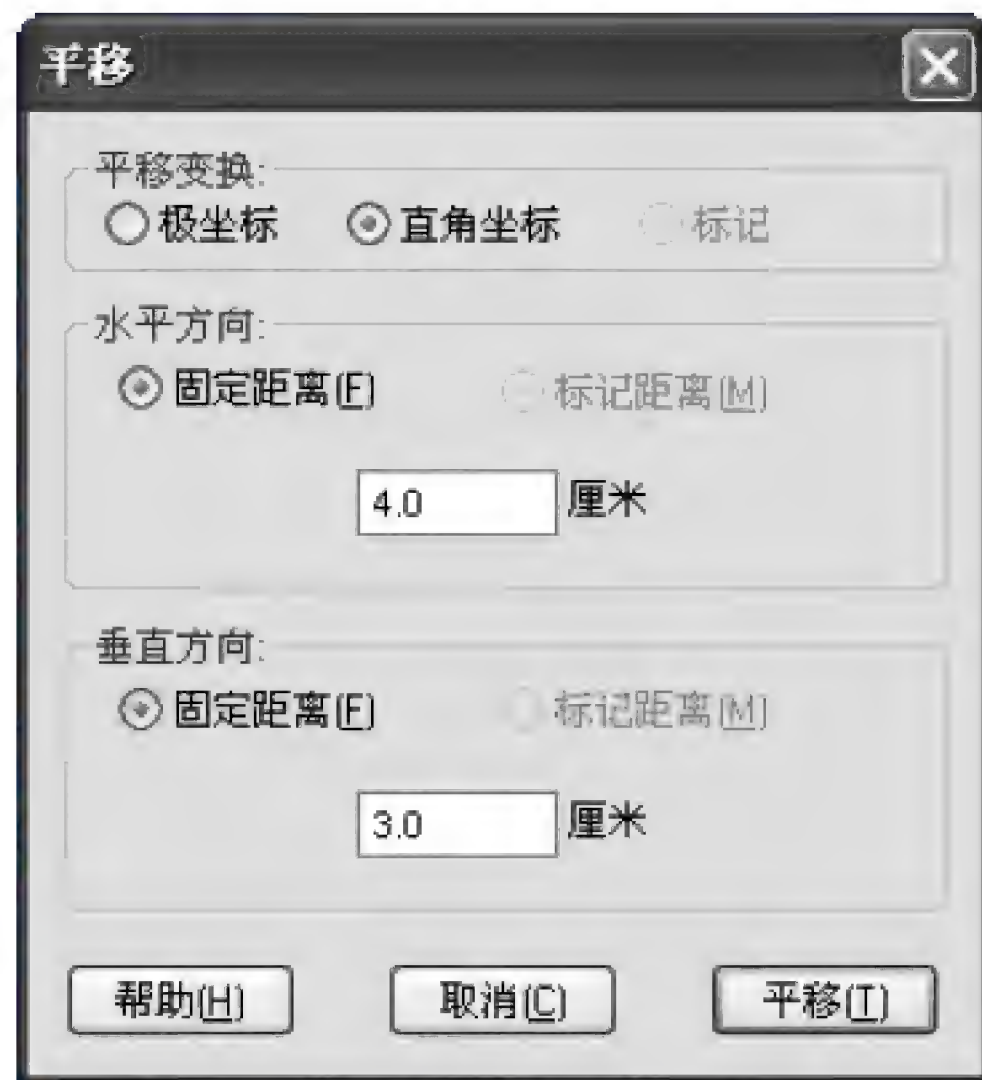 平移
平移变换:
极坐标 直角坐标 标记
水平方向:
固定距离(F) 标记距离(M)
4.0 厘米
垂直方向:
固定距离(F) 标记距离(M)
3.0 厘米
帮助(H) 取消(C) 平移(T)